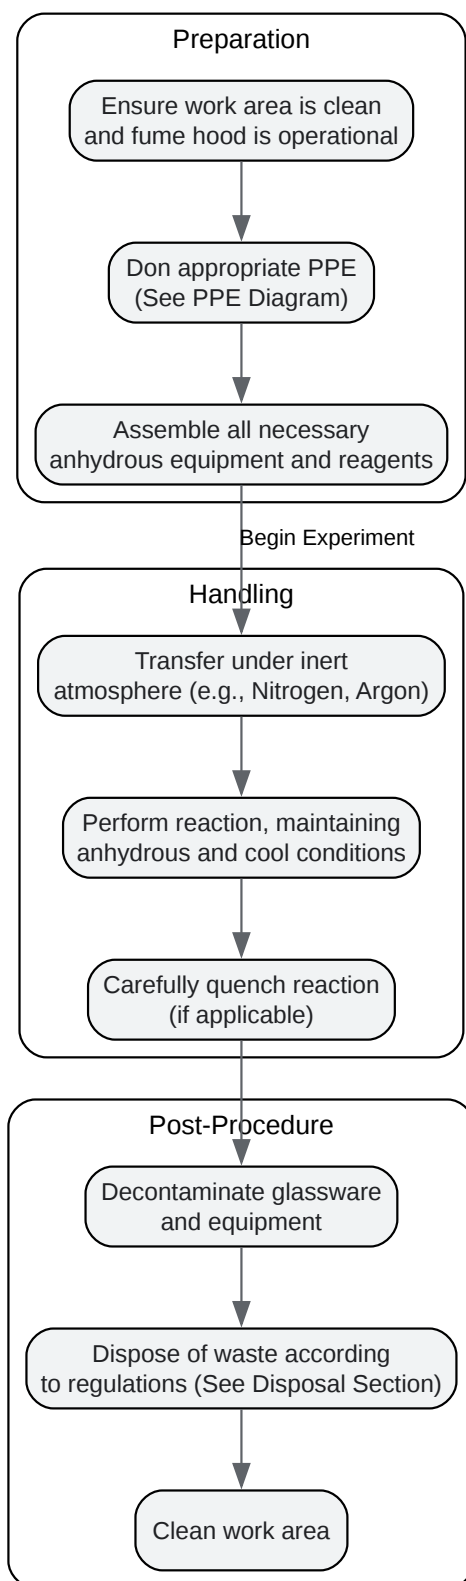 Preparation
Ensure work area is clean
and fume hood is operational
Don appropriate PPE
(See PPE Diagram)
Assemble all necessary
anhydrous equipment and reagents
Begin Experiment
Handling
Transfer under inert
atmosphere (e.g., Nitrogen, Argon)
Perform reaction, maintaining
anhydrous and cool conditions
Carefully quench reaction
(if applicable)
Post-Procedure
Decontaminate glassware
and equipment
Dispose of waste according
to regulations (See Disposal Section)
Clean work area